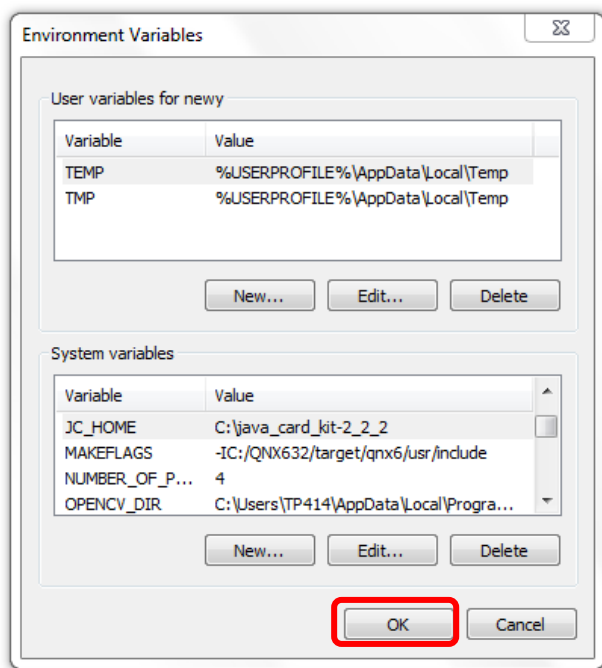 Environment Variables
User variables for newy
Variable Value
TEMP %USERPROFILE%\AppData\Local\Temp
TMP %USERPROFILE%\AppData\Local\Temp
New... Edit... Delete
System variables
Variable Value
JC_HOME C:\java_card_kit-2_2_2
MAKEFLAGS -IC:/QNX632/target/qnx6/usr/include
NUMBER_OF_P... 4
OPENCV_DIR C:\Users\TP414\AppData\Local\Progra...
New... Edit... Delete
OK Cancel